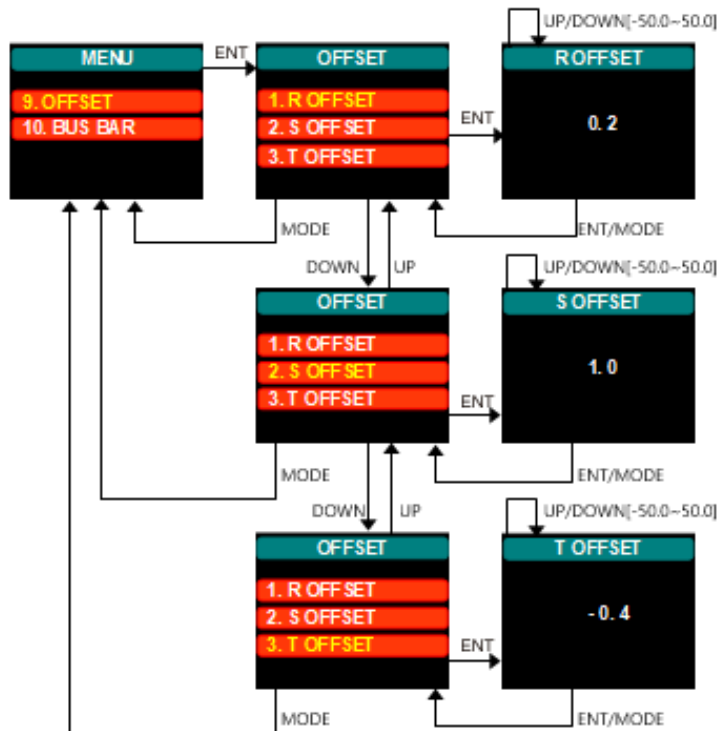 UP/DOWN[-50.0~50.0]
MENU
ENT
OFFSET
R OFFSET
9. OFFSET
10. BUS BAR
1. R OFFSET
2. S OFFSET
3. T OFFSET
ENT
0. 2
MODE
ENT/MODE
DOWN
UP
UP/DOWN[-50.0~50.0]
OFFSET
S OFFSET
1. R OFFSET
2. S OFFSET
3. T OFFSET
ENT
1. 0
MODE
ENT/MODE
DOWN
UP
UP/DOWN[-50.0~50.0]
OFFSET
T OFFSET
1. R OFFSET
2. S OFFSET
3. T OFFSET
ENT
- 0. 4
MODE
ENT/MODE